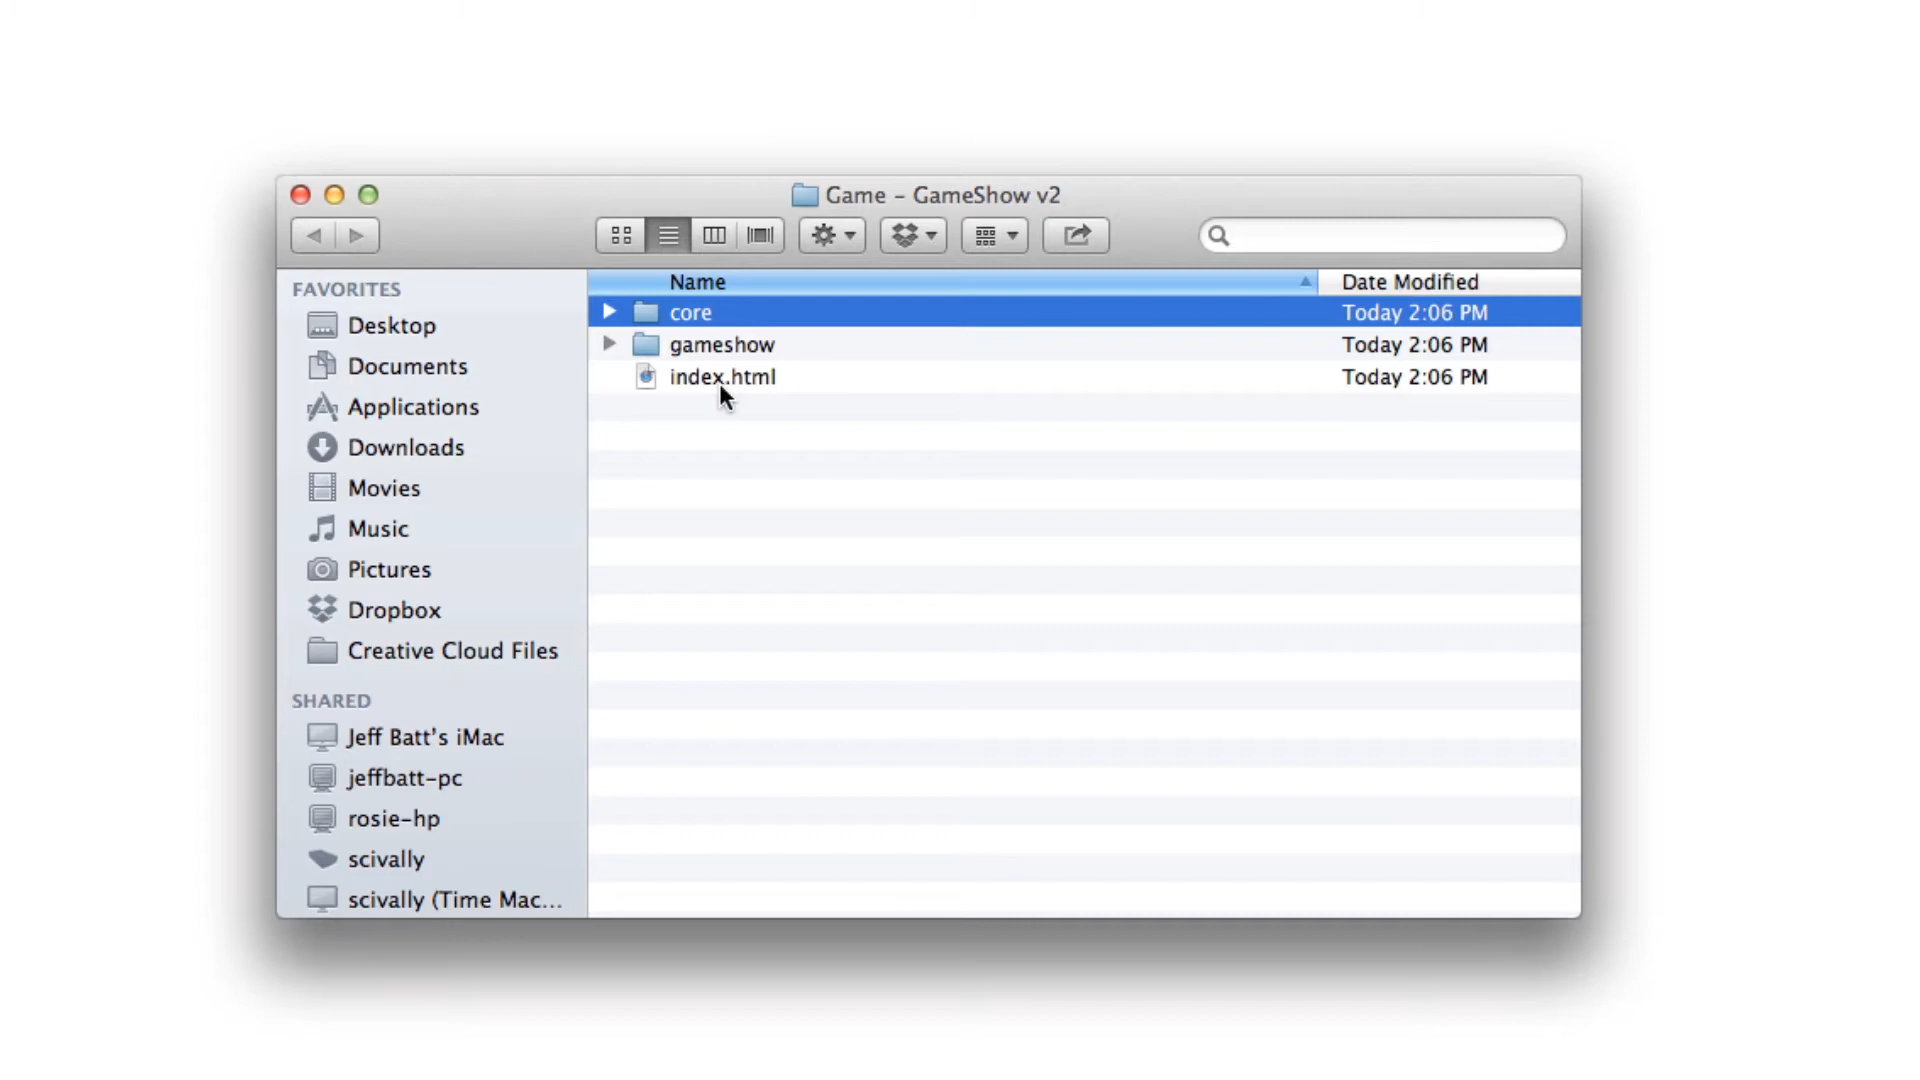 Game – GameShow v2
FAVORITES
Desktop
Documents
Applications
Downloads
Movies
Music
Pictures
Dropbox
Creative Cloud Files
SHARED
Jeff Batt's iMac
jeffbatt-pc
rosie-hp
scivally
scivally (Time Mac...
Name Date Modified
core Today 2:06 PM
gameshow Today 2:06 PM
index.html Today 2:06 PM